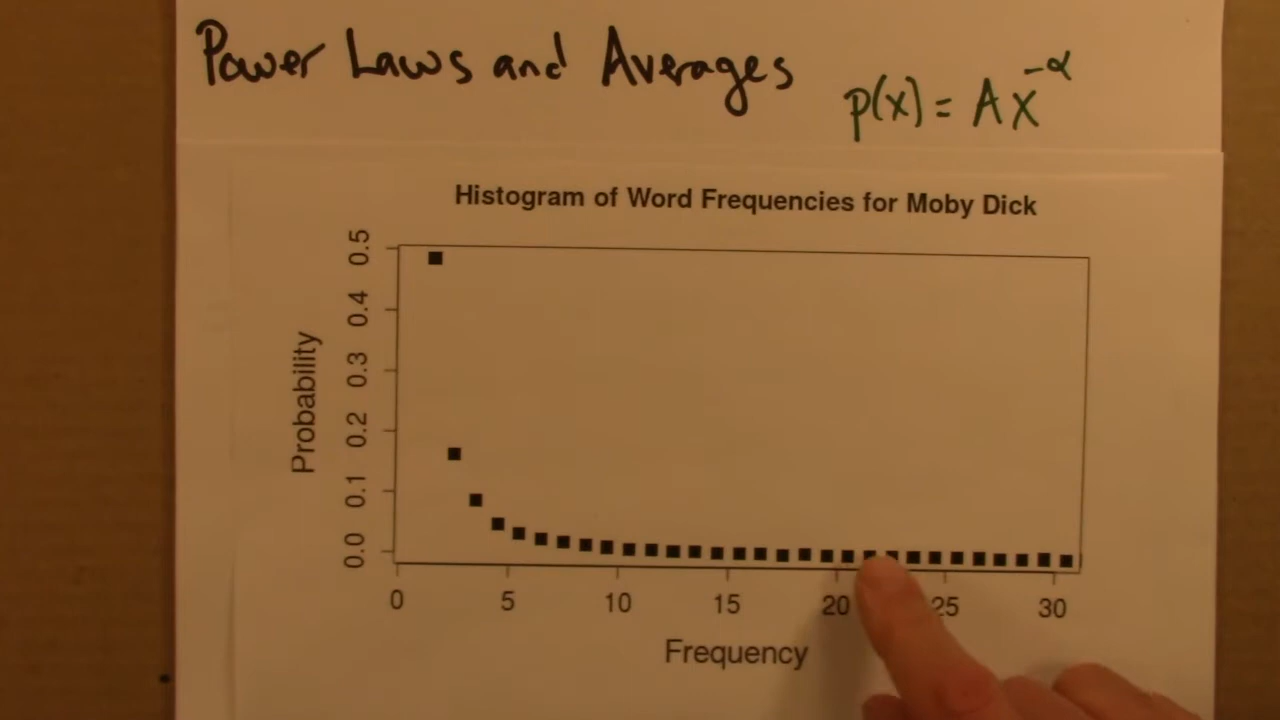 Power Laws and Averages
p(x) = A x^{-α}
Histogram of Word Frequencies for Moby Dick
Probability
0.5
0.4
0.3
0.2
0.1
0.0
0 5 10 15 20 25 30
Frequency